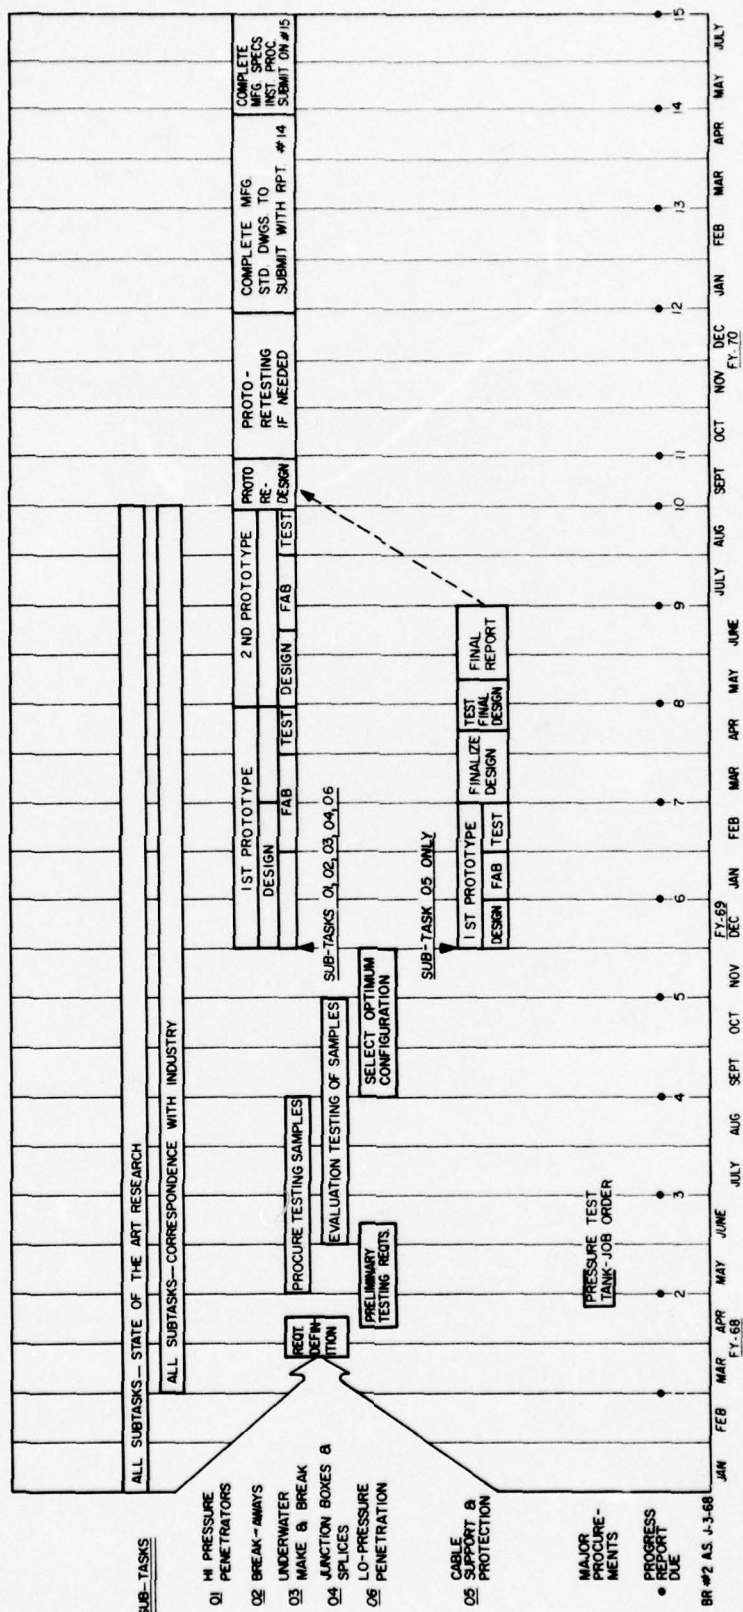 SUB-TASKS
ALL SUBTASKS—STATE OF THE ART RESEARCH
ALL SUBTASKS—CORRESPONDENCE WITH INDUSTRY
01
HI PRESSURE
PENETRATORS
02
BREAK-AWAYS
03
UNDERWATER
MAKE & BREAK
04
JUNCTION BOXES &
SPLICES
06
LO-PRESSURE
PENETRATION
REQT.
DEFIN-
ITION
PROCURE TESTING SAMPLES
EVALUATION TESTING OF SAMPLES
PRELIMINARY
TESTING REQTS.
SELECT OPTIMUM
CONFIGURATION
1ST PROTOTYPE
DESIGN
FAB
TEST
2 ND PROTOTYPE
DESIGN
FAB
TEST
PROTO
RE-
DESIGN
PROTO-
RETESTING
IF NEEDED
COMPLETE MFG.
STD. DWGS TO
SUBMIT WITH RPT. #14
COMPLETE
MFG. SPECS
INST. PROC.
SUBMIT ON #15
SUB-TASKS 01, 02, 03, 04, 06
SUB-TASK 05 ONLY
05
CABLE
SUPPORT &
PROTECTION
1 ST PROTOTYPE
DESIGN
FAB
TEST
FINALIZE
DESIGN
TEST
FINAL
DESIGN
FINAL
REPORT
MAJOR
PROCURE-
MENTS
PRESSURE TEST
TANK-JOB ORDER
PROGRESS
REPORT
DUE
2 3 4 5 6 7 8 9 10 11 12 13 14 15
JAN FEB MAR APR MAY JUNE JULY AUG SEPT OCT NOV DEC JAN FEB MAR APR MAY JUNE JULY AUG SEPT OCT NOV DEC JAN FEB MAR APR MAY JULY
FY-68 FY-69 FY-70
BR #2 A.S. J-3-68